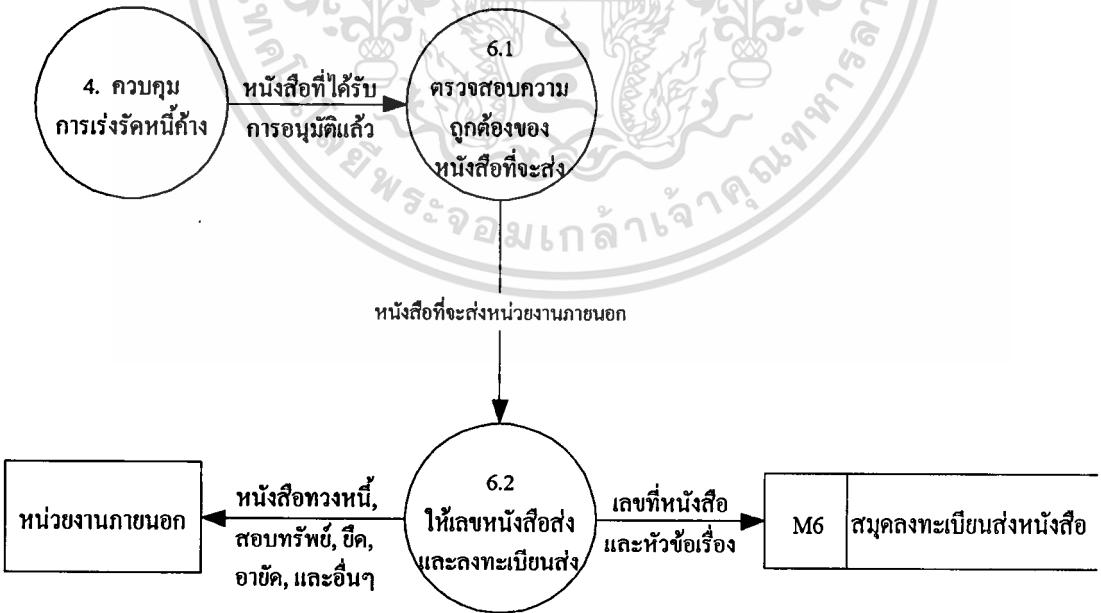 4. ควบคุม
การเร่งรัดหนี้ค้าง
หนังสือที่ได้รับ
การอนุมัติแล้ว
6.1
ตรวจสอบความ
ถูกต้องของ
หนังสือที่จะส่ง
หนังสือที่จะส่งหน่วยงานภายนอก
หน่วยงานภายนอก
หนังสือทวงหนี้,
สอบทรัพย์, ยึด,
อายัด, และอื่นๆ
6.2
ให้เลขหนังสือส่ง
และลงทะเบียนส่ง
เลขที่หนังสือ
และหัวข้อเรื่อง
M6 สมุดลงทะเบียนส่งหนังสือ